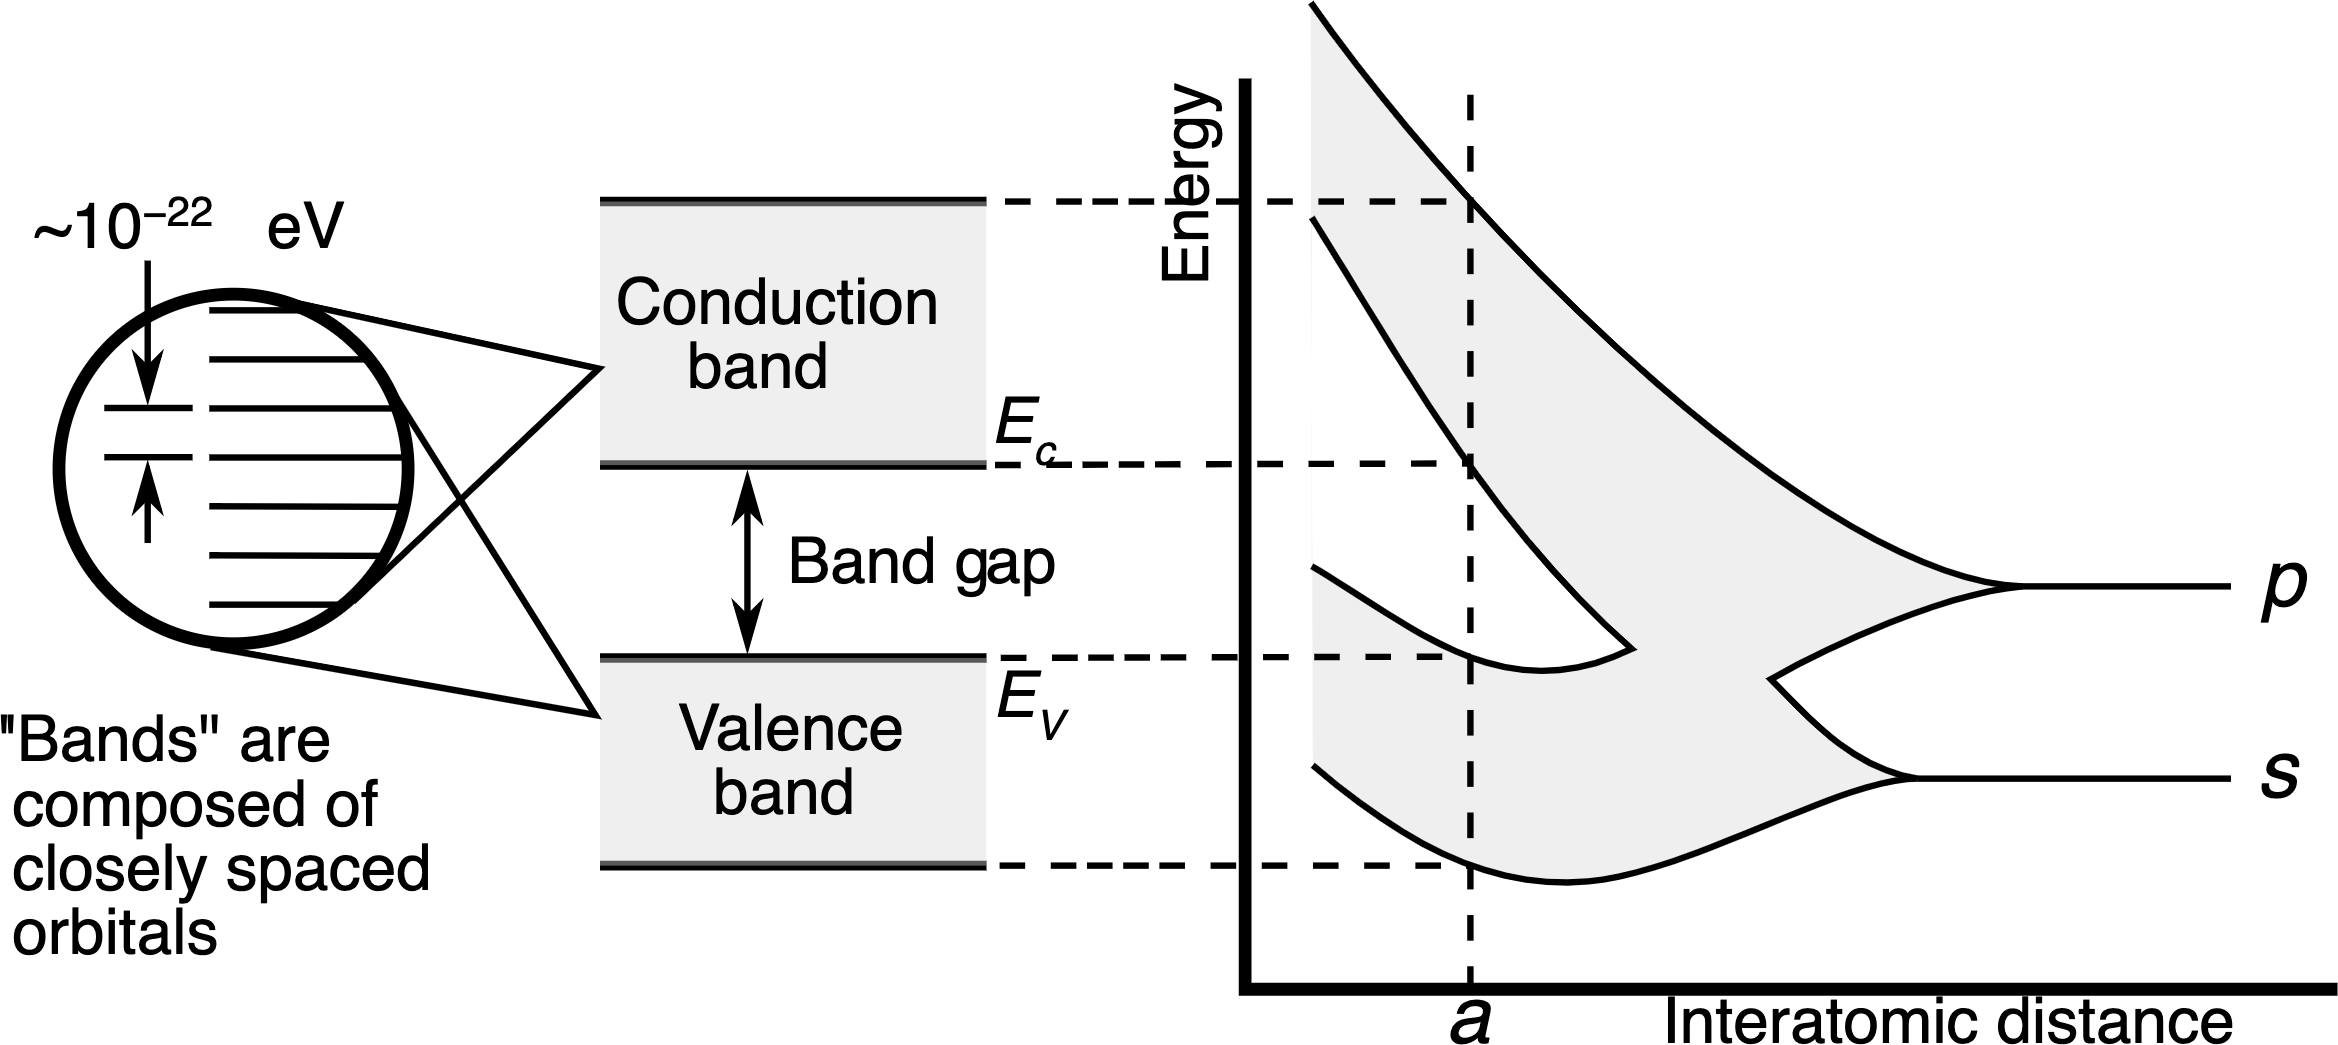 ~10⁻²² eV
"Bands" are
composed of
closely spaced
orbitals
Conduction
band
E_c
Band gap
E_V
Valence
band
Energy
p
s
a
Interatomic distance